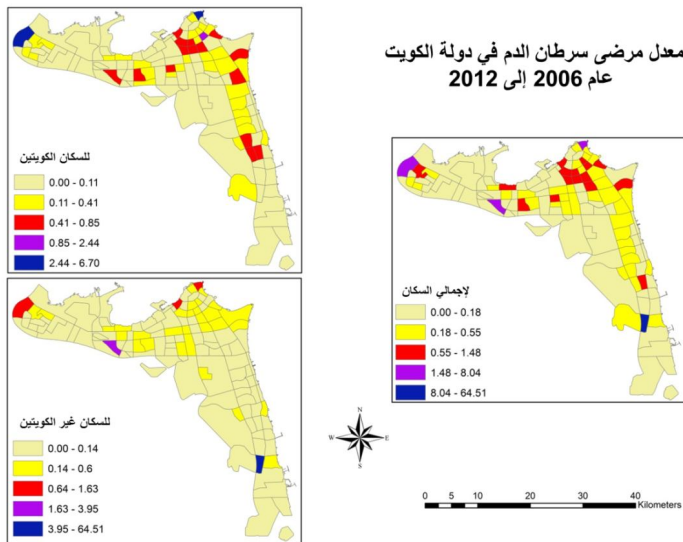 معدل مرضى سرطان الدم في دولة الكويت
عام 2006 إلى 2012
للسكان الكويتين
0.00 - 0.11
0.11 - 0.41
0.41 - 0.85
0.85 - 2.44
2.44 - 6.70
لإجمالي السكان
0.00 - 0.18
0.18 - 0.55
0.55 - 1.48
1.48 - 8.04
8.04 - 64.51
للسكان غير الكويتين
0.00 - 0.14
0.14 - 0.6
0.64 - 1.63
1.63 - 3.95
3.95 - 64.51
N
W E
S
0 5 10 20 30 40
Kilometers